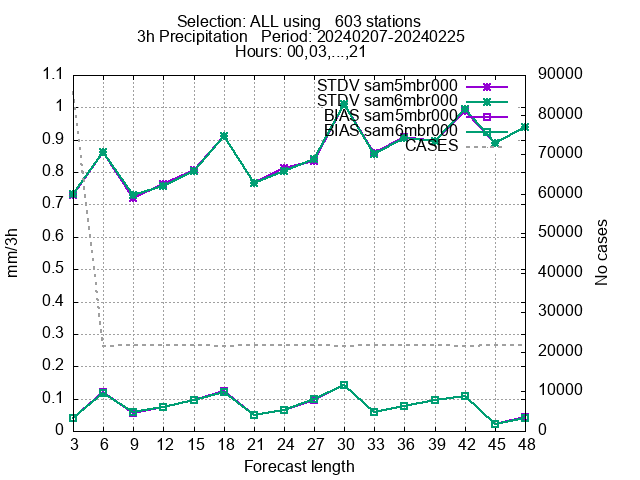 Selection: ALL using   603 stations
3h Precipitation   Period: 20240207-20240225
Hours: 00,03,...,21
STDV sam5mbr000
STDV sam6mbr000
BIAS sam5mbr000
BIAS sam6mbr000
CASES
1.1
1
0.9
0.8
0.7
0.6
0.5
0.4
0.3
0.2
0.1
0
mm/3h
90000
80000
70000
60000
50000
40000
30000
20000
10000
0
No cases
3 6 9 12 15 18 21 24 27 30 33 36 39 42 45 48
Forecast length